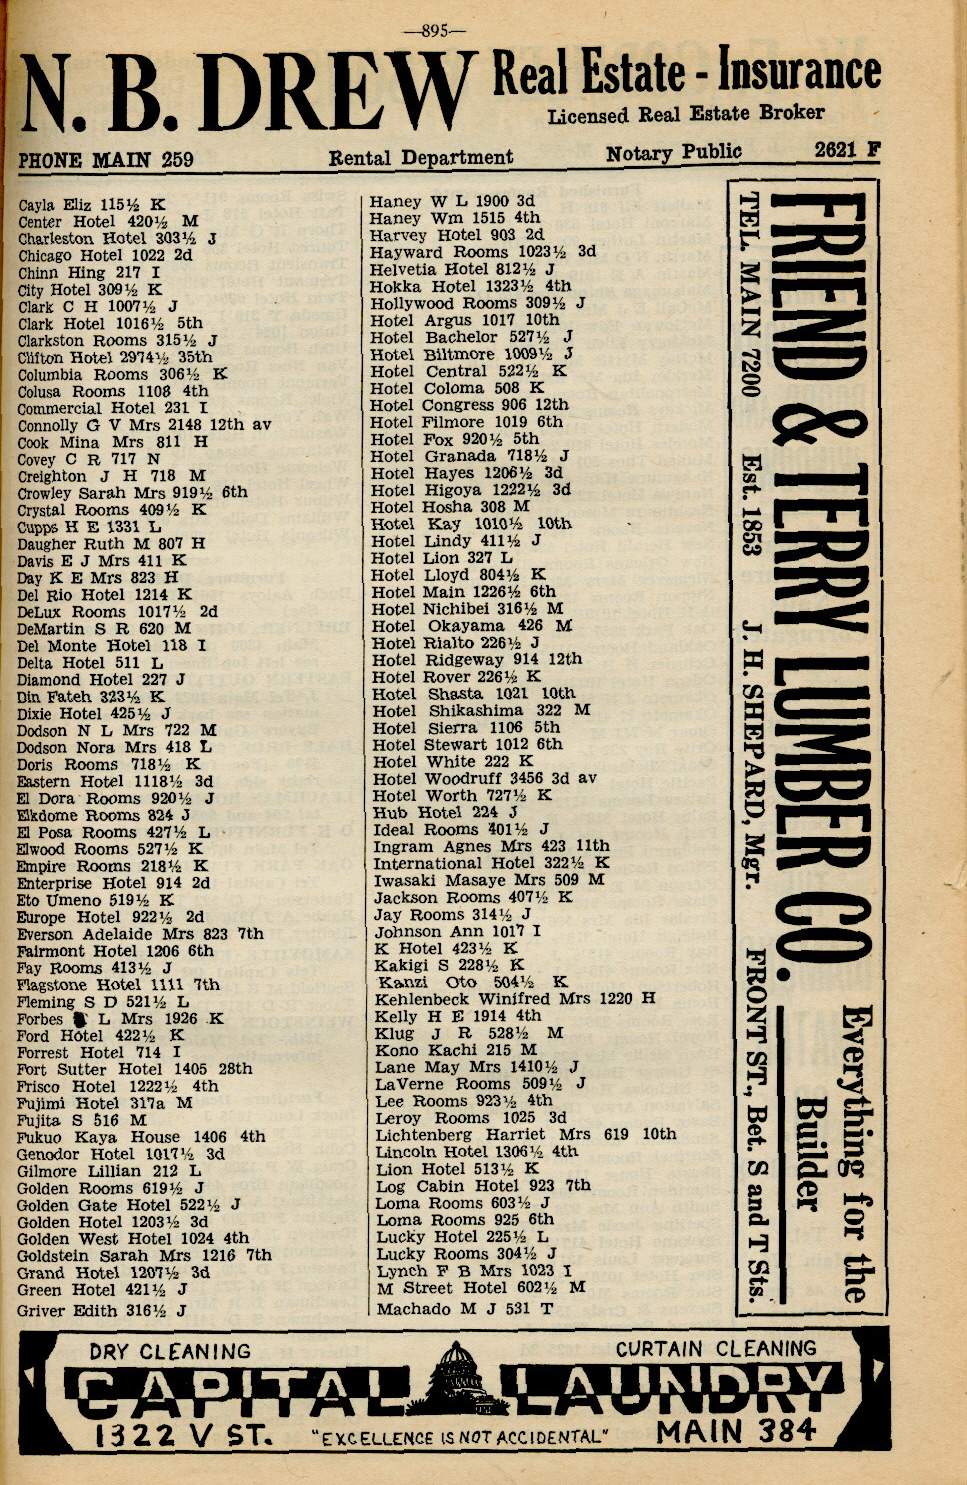 —895—
N. B. DREW Real Estate - Insurance
Licensed Real Estate Broker
PHONE MAIN 259 Rental Department Notary Public 2621 F
Cayla Eliz 115½ K
Center Hotel 420½ M
Charleston Hotel 303½ J
Chicago Hotel 1022 2d
Chinn Hing 217 I
City Hotel 309½ K
Clark C H 1007½ J
Clark Hotel 1016½ 5th
Clarkston Rooms 315½ J
Clifton Hotel 2974½ 35th
Columbia Rooms 306½ K
Colusa Rooms 1108 4th
Commercial Hotel 231 I
Connolly G V Mrs 2148 12th av
Cook Mina Mrs 811 H
Covey C R 717 N
Creighton J H 718 M
Crowley Sarah Mrs 919½ 6th
Crystal Rooms 409½ K
Cupps H E 1331 L
Daugher Ruth M 807 H
Davis E J Mrs 411 K
Day K E Mrs 823 H
Del Rio Hotel 1214 K
DeLux Rooms 1017½ 2d
DeMartin S R 620 M
Del Monte Hotel 118 I
Delta Hotel 511 L
Diamond Hotel 227 J
Din Fateh 323½ K
Dixie Hotel 425½ J
Dodson N L Mrs 722 M
Dodson Nora Mrs 418 L
Doris Rooms 718½ K
Eastern Hotel 1118½ 3d
El Dora Rooms 920½ J
Elkdome Rooms 824 J
El Posa Rooms 427½ L
Elwood Rooms 527½ K
Empire Rooms 218½ K
Enterprise Hotel 914 2d
Eto Umeno 519½ K
Europe Hotel 922½ 2d
Everson Adelaide Mrs 823 7th
Fairmont Hotel 1206 6th
Fay Rooms 413½ J
Flagstone Hotel 1111 7th
Fleming S D 521½ L
Forbes L Mrs 1926 K
Ford Hotel 422½ K
Forrest Hotel 714 I
Fort Sutter Hotel 1405 28th
Frisco Hotel 1222½ 4th
Fujimi Hotel 317a M
Fujita S 516 M
Fukuo Kaya House 1406 4th
Genodor Hotel 1017½ 3d
Gilmore Lillian 212 L
Golden Rooms 619½ J
Golden Gate Hotel 522½ J
Golden Hotel 1203½ 3d
Golden West Hotel 1024 4th
Goldstein Sarah Mrs 1216 7th
Grand Hotel 1207½ 3d
Green Hotel 421½ J
Griver Edith 316½ J
Haney W L 1900 3d
Haney Wm 1515 4th
Harvey Hotel 903 2d
Hayward Rooms 1023½ 3d
Helvetia Hotel 812½ J
Hokka Hotel 1323½ 4th
Hollywood Rooms 309½ J
Hotel Argus 1017 10th
Hotel Bachelor 527½ J
Hotel Biltmore 1009½ J
Hotel Central 522½ K
Hotel Coloma 508 K
Hotel Congress 906 12th
Hotel Filmore 1019 6th
Hotel Fox 920½ 5th
Hotel Granada 718½ J
Hotel Hayes 1206½ 3d
Hotel Higoya 1222½ 3d
Hotel Hosha 308 M
Hotel Kay 1010½ 10th
Hotel Lindy 411½ J
Hotel Lion 327 L
Hotel Lloyd 804½ K
Hotel Main 1226½ 6th
Hotel Nichibei 316½ M
Hotel Okayama 426 M
Hotel Rialto 226½ J
Hotel Ridgeway 914 12th
Hotel Rover 226½ K
Hotel Shasta 1021 10th
Hotel Shikashima 322 M
Hotel Sierra 1106 5th
Hotel Stewart 1012 6th
Hotel White 222 K
Hotel Woodruff 3456 3d av
Hotel Worth 727½ K
Hub Hotel 224 J
Ideal Rooms 401½ J
Ingram Agnes Mrs 423 11th
International Hotel 322½ K
Iwasaki Masaye Mrs 509 M
Jackson Rooms 407½ K
Jay Rooms 314½ J
Johnson Ann 1017 I
K Hotel 423½ K
Kakigi S 228½ K
Kanzi Oto 504½ K
Kehlenbeck Winifred Mrs 1220 H
Kelly H E 1914 4th
Klug J R 528½ M
Kono Kachi 215 M
Lane May Mrs 1410½ J
LaVerne Rooms 509½ J
Lee Rooms 923½ 4th
Leroy Rooms 1025 3d
Lichtenberg Harriet Mrs 619 10th
Lincoln Hotel 1306½ 4th
Lion Hotel 513½ K
Log Cabin Hotel 923 7th
Loma Rooms 603½ J
Loma Rooms 925 6th
Lucky Hotel 225½ L
Lucky Rooms 304½ J
Lynch F B Mrs 1023 I
M Street Hotel 602½ M
Machado M J 531 T
FRIEND & TERRY LUMBER CO.
Everything for the
Builder
TEL. MAIN 7200 Est. 1853 J. H. SHEPARD, Mgr. FRONT ST., Bet. S and T Sts.
DRY CLEANING CURTAIN CLEANING
CAPITAL LAUNDRY
1322 V ST. "EXCELLENCE IS NOT ACCIDENTAL" MAIN 384